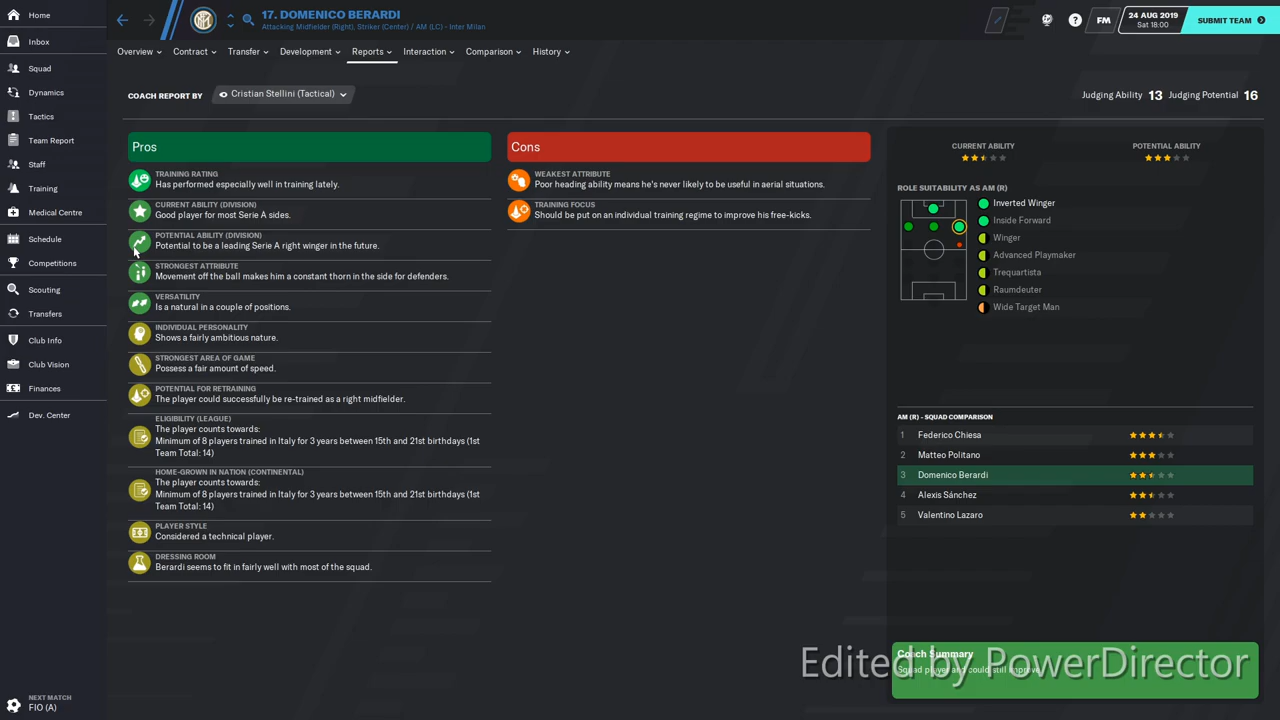 Home
Inbox
Squad
Dynamics
Tactics
Team Report
Staff
Training
Medical Centre
Schedule
Competitions
Scouting
Transfers
Club Info
Club Vision
Finances
Dev. Center
NEXT MATCH
FIO (A)
17. DOMENICO BERARDI
Attacking Midfielder (Right), Striker (Center) / AM (LC) - Inter Milan
FM
24 AUG 2019
Sat 18:00
SUBMIT TEAM
Overview
Contract
Transfer
Development
Reports
Interaction
Comparison
History
COACH REPORT BY
Cristian Stellini (Tactical)
Judging Ability 13
Judging Potential 16
Pros
TRAINING RATING
Has performed especially well in training lately.
CURRENT ABILITY (DIVISION)
Good player for most Serie A sides.
POTENTIAL ABILITY (DIVISION)
Potential to be a leading Serie A right winger in the future.
STRONGEST ATTRIBUTE
Movement off the ball makes him a constant thorn in the side for defenders.
VERSATILITY
Is a natural in a couple of positions.
INDIVIDUAL PERSONALITY
Shows a fairly ambitious nature.
STRONGEST AREA OF GAME
Possess a fair amount of speed.
POTENTIAL FOR RETRAINING
The player could successfully be re-trained as a right midfielder.
ELIGIBILITY (LEAGUE)
The player counts towards:
Minimum of 8 players trained in Italy for 3 years between 15th and 21st birthdays (1st
Team Total: 14)
HOME-GROWN IN NATION (CONTINENTAL)
The player counts towards:
Minimum of 8 players trained in Italy for 3 years between 15th and 21st birthdays (1st
Team Total: 14)
PLAYER STYLE
Considered a technical player.
DRESSING ROOM
Berardi seems to fit in fairly well with most of the squad.
Cons
WEAKEST ATTRIBUTE
Poor heading ability means he's never likely to be useful in aerial situations.
TRAINING FOCUS
Should be put on an individual training regime to improve his free-kicks.
CURRENT ABILITY
POTENTIAL ABILITY
ROLE SUITABILITY AS AM (R)
Inverted Winger
Inside Forward
Winger
Advanced Playmaker
Trequartista
Raumdeuter
Wide Target Man
AM (R) - SQUAD COMPARISON
1 Federico Chiesa
2 Matteo Politano
3 Domenico Berardi
4 Alexis Sánchez
5 Valentino Lazaro
Coach Summary
Squad player and could still improve.
Edited by PowerDirector